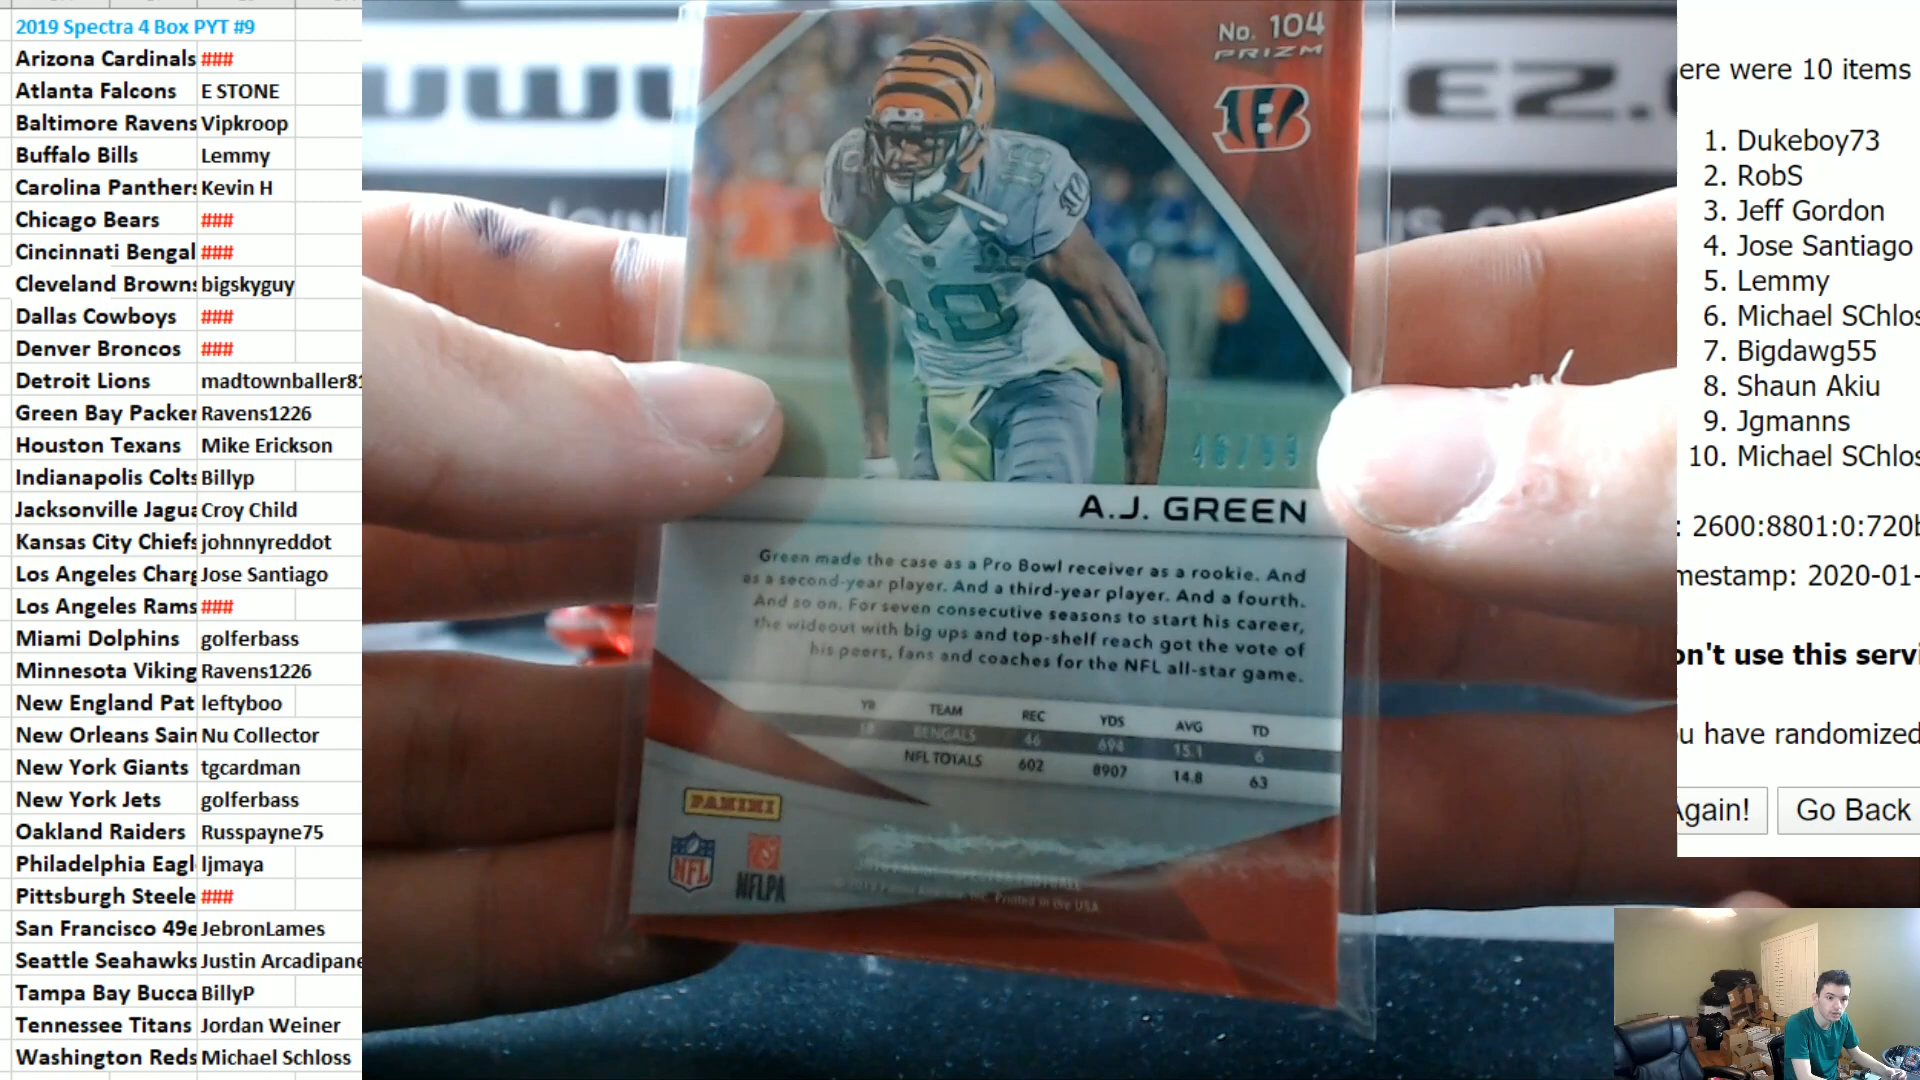 2019 Spectra 4 Box PYT #9
Arizona Cardinals ###
Atlanta Falcons E STONE
Baltimore Ravens Vipkroop
Buffalo Bills Lemmy
Carolina Panthers Kevin H
Chicago Bears ###
Cincinnati Bengal ###
Cleveland Browns bigskyguy
Dallas Cowboys ###
Denver Broncos ###
Detroit Lions madtownballer81
Green Bay Packer Ravens1226
Houston Texans Mike Erickson
Indianapolis Colts Billyp
Jacksonville Jagua Croy Child
Kansas City Chiefs johnnyreddot
Los Angeles Charg Jose Santiago
Los Angeles Rams ###
Miami Dolphins golferbass
Minnesota Viking Ravens1226
New England Pat leftyboo
New Orleans Sain Nu Collector
New York Giants tgcardman
New York Jets golferbass
Oakland Raiders Russpayne75
Philadelphia Eagl ljmaya
Pittsburgh Steele ###
San Francisco 49e JebronLames
Seattle Seahawks Justin Arcadipane
Tampa Bay Bucca BillyP
Tennessee Titans Jordan Weiner
Washington Reds Michael Schloss
No. 104
PRIZM
B
18
A.J. GREEN
Green made the case as a Pro Bowl receiver as a rookie. And
as a second-year player. And a third-year player. And a fourth.
And so on. For seven consecutive seasons to start his career,
the wideout with big ups and top-shelf reach got the vote of
his peers, fans and coaches for the NFL all-star game.
YR TEAM REC YDS AVG TD
18 BENGALS 46 694 15.1 6
NFL TOTALS 602 8907 14.8 63
PANINI
NFL
NFLPA
Printed in the USA
ere were 10 items
1. Dukeboy73
2. RobS
3. Jeff Gordon
4. Jose Santiago
5. Lemmy
6. Michael SChlos
7. Bigdawg55
8. Shaun Akiu
9. Jgmanns
10. Michael SChlos
: 2600:8801:0:720b
mestamp: 2020-01-
on't use this servi
u have randomized
Again!
Go Back